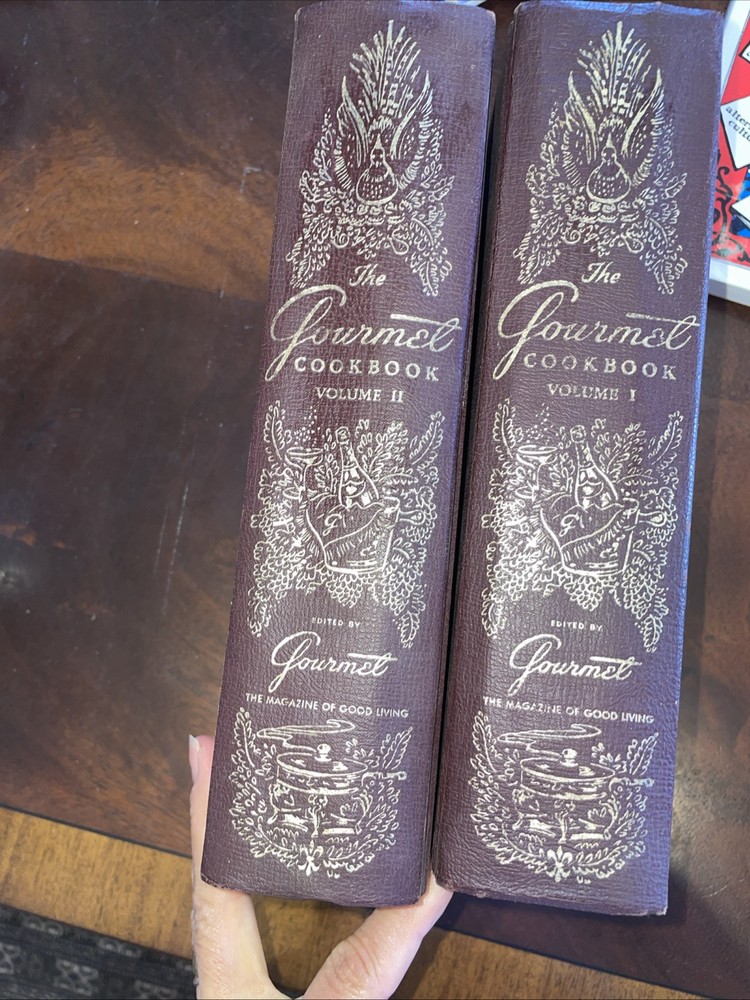 The
Gourmet
COOKBOOK
VOLUME II
EDITED BY
Gourmet
THE MAGAZINE OF GOOD LIVING
The
Gourmet
COOKBOOK
VOLUME I
EDITED BY
Gourmet
THE MAGAZINE OF GOOD LIVING